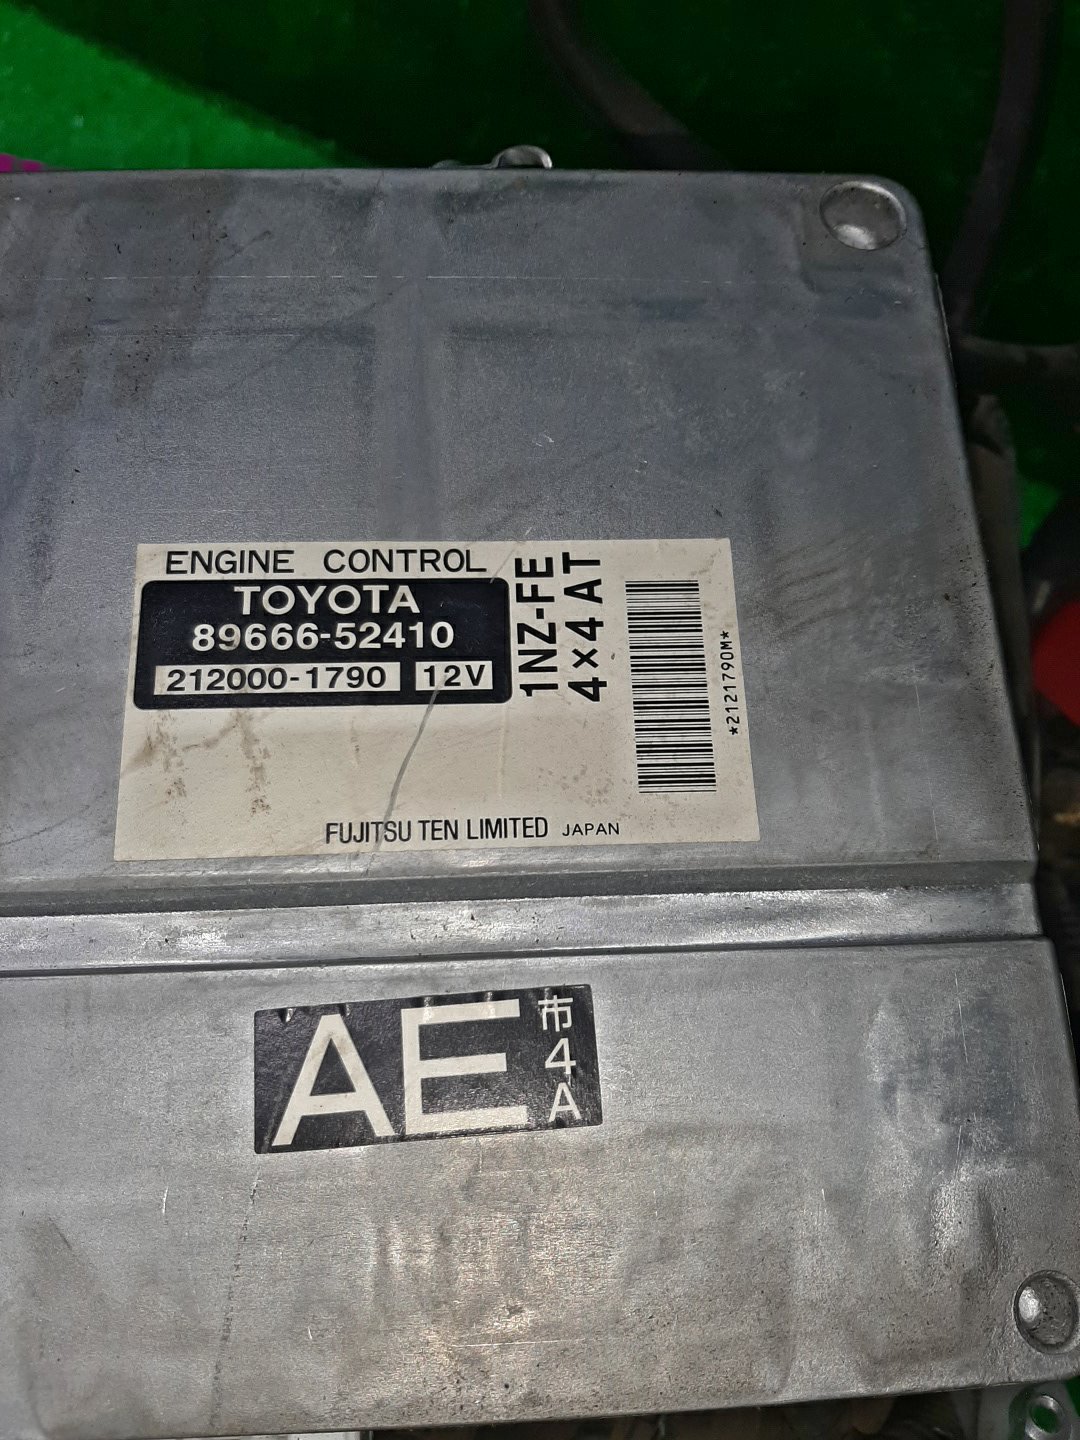 ENGINE CONTROL
TOYOTA
89666-52410
212000-1790 12V
1NZ-FE
4×4 AT
*2121790M*
FUJITSU TEN LIMITED JAPAN
AE
市
4
A